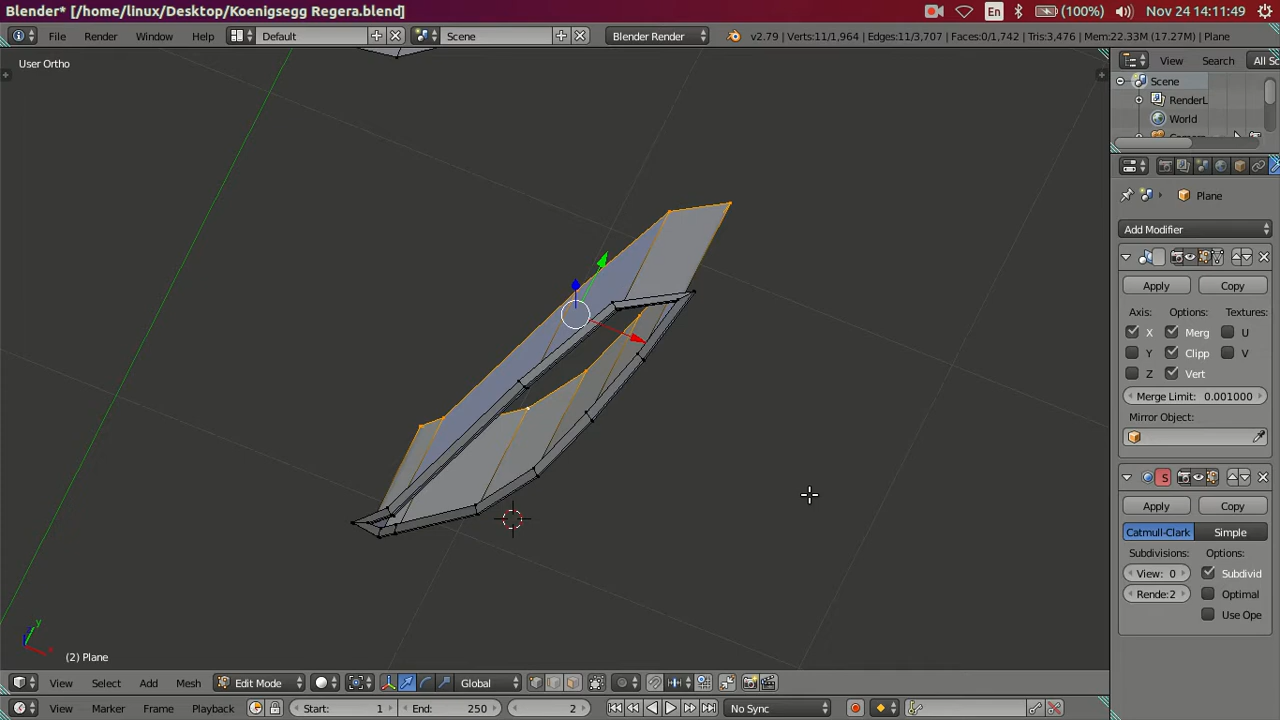 Blender* [/home/linux/Desktop/Koenigsegg Regera.blend]
En
(100%)
Nov 24 14:11:49
File Render Window Help
Default
Scene
Blender Render
v2.79 | Verts:11/1,964 | Edges:11/3,707 | Faces:0/1,742 | Tris:3,476 | Mem:22.33M (17.27M) | Plane
User Ortho
View Search All Sc
Scene
RenderL
World
Plane
Add Modifier
Apply Copy
Axis: Options: Textures:
X Merg U
Y Clipp V
Z Vert
Merge Limit: 0.001000
Mirror Object:
S
Apply Copy
Catmull-Clark Simple
Subdivisions: Options:
View: 0 Subdivid
Rende:2 Optimal
Use Ope
y
x
(2) Plane
View Select Add Mesh
Edit Mode
Global
View Marker Frame Playback
Start: 1
End: 250
2
No Sync